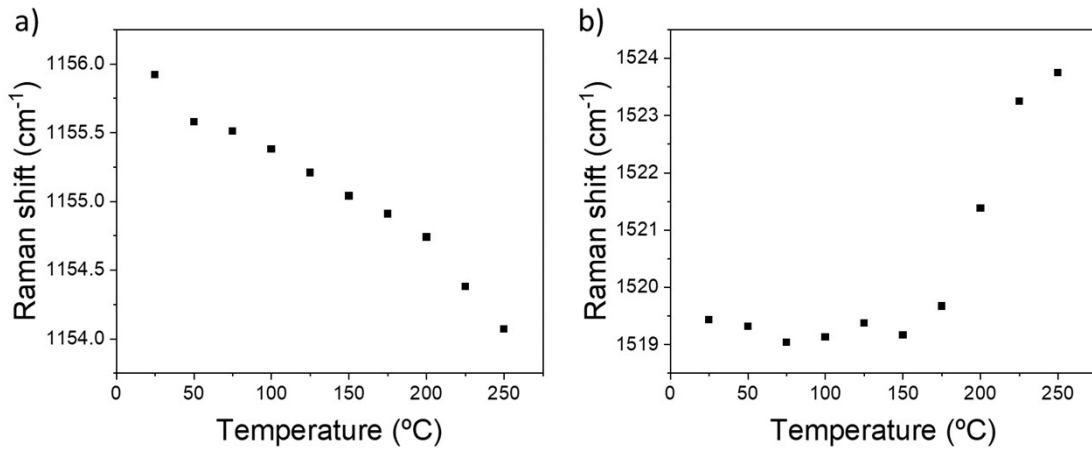 a)
Raman shift (cm⁻¹)
1156.0
1155.5
1155.0
1154.5
1154.0
0 50 100 150 200 250
Temperature (ºC)
b)
Raman shift (cm⁻¹)
1524
1523
1522
1521
1520
1519
0 50 100 150 200 250
Temperature (ºC)